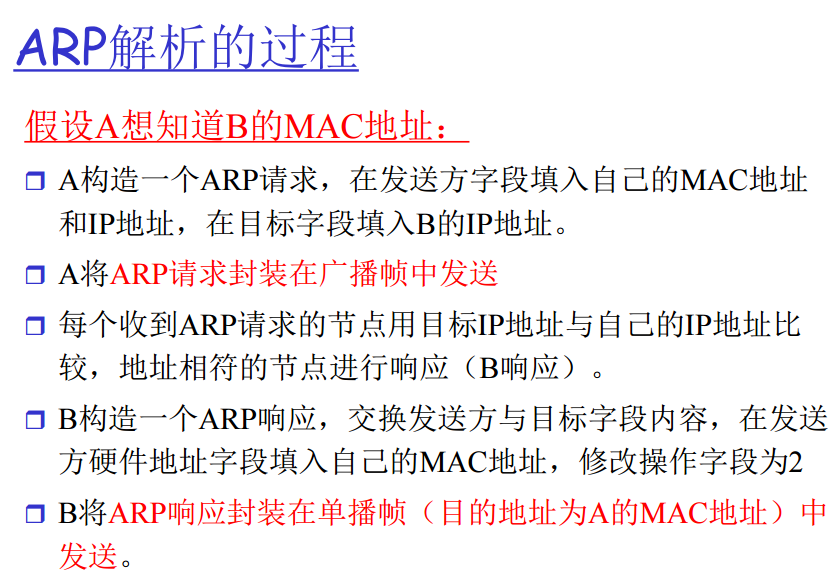 ARP解析的过程
假设A想知道B的MAC地址：
A构造一个ARP请求，在发送方字段填入自己的MAC地址
和IP地址，在目标字段填入B的IP地址。
A将ARP请求封装在广播帧中发送
每个收到ARP请求的节点用目标IP地址与自己的IP地址比
较，地址相符的节点进行响应（B响应）。
B构造一个ARP响应，交换发送方与目标字段内容，在发送
方硬件地址字段填入自己的MAC地址，修改操作字段为2
B将ARP响应封装在单播帧（目的地址为A的MAC地址）中
发送。